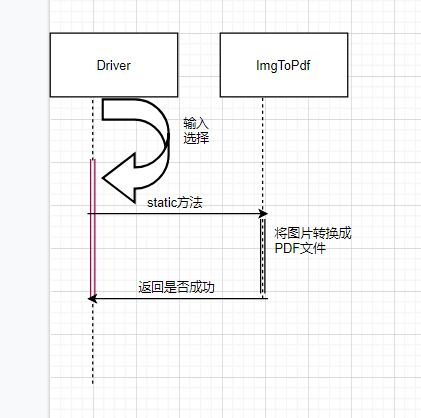 Driver
ImgToPdf
输入
选择
static方法
将图片转换成
PDF文件
返回是否成功